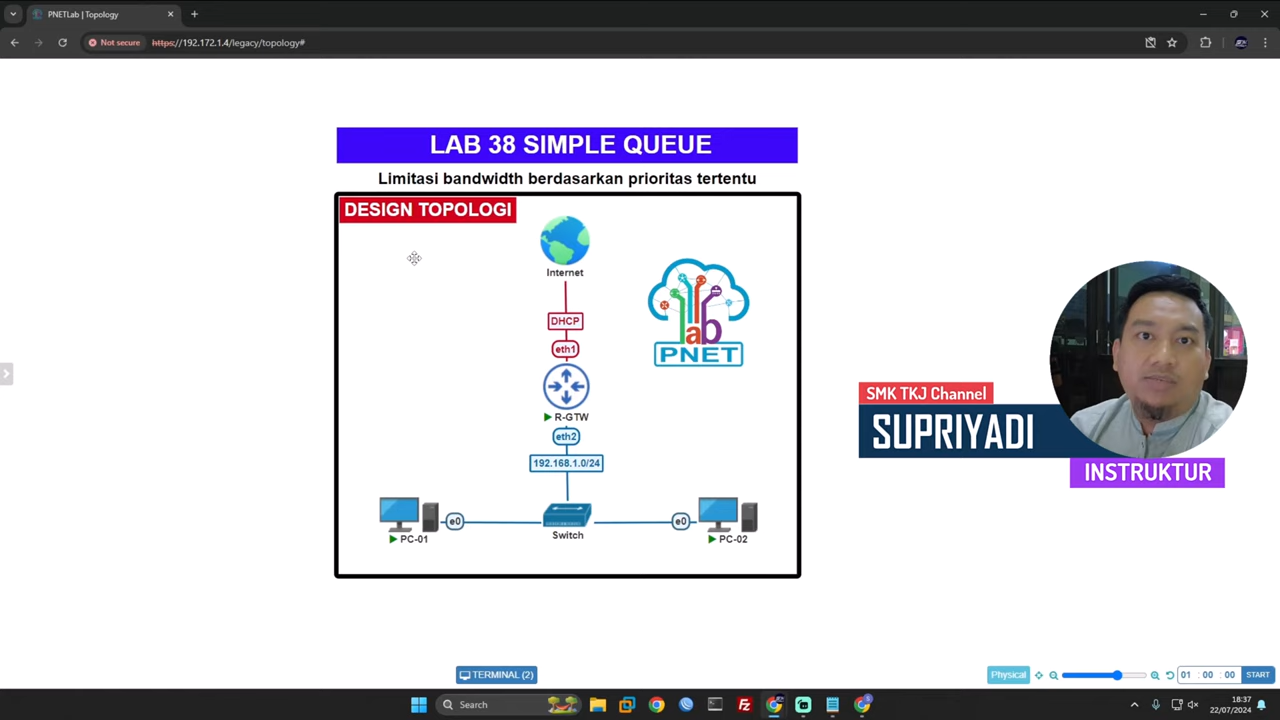 PNETLab | Topology
Not secure
https://192.172.1.4/legacy/topology#
LAB 38 SIMPLE QUEUE
Limitasi bandwidth berdasarkan prioritas tertentu
DESIGN TOPOLOGI
Internet
DHCP
eth1
R-GTW
eth2
192.168.1.0/24
lab
PNET
e0
e0
PC-01
Switch
PC-02
SMK TKJ Channel
SUPRIYADI
INSTRUKTUR
TERMINAL (2)
Physical
01 : 00 : 00
START
Search
18:37
22/07/2024